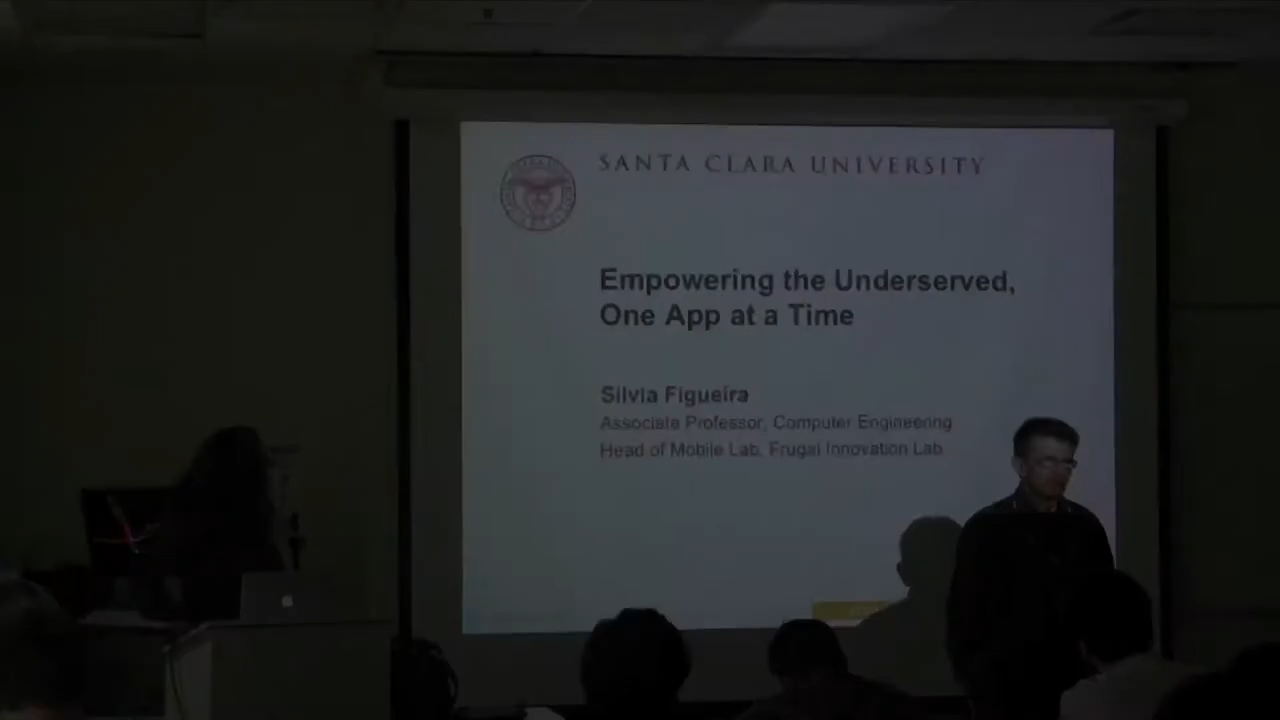 SANTA CLARA UNIVERSITY
Empowering the Underserved,
One App at a Time
Silvia Figueira
Associate Professor, Computer Engineering
Head of Mobile Lab, Frugal Innovation Lab